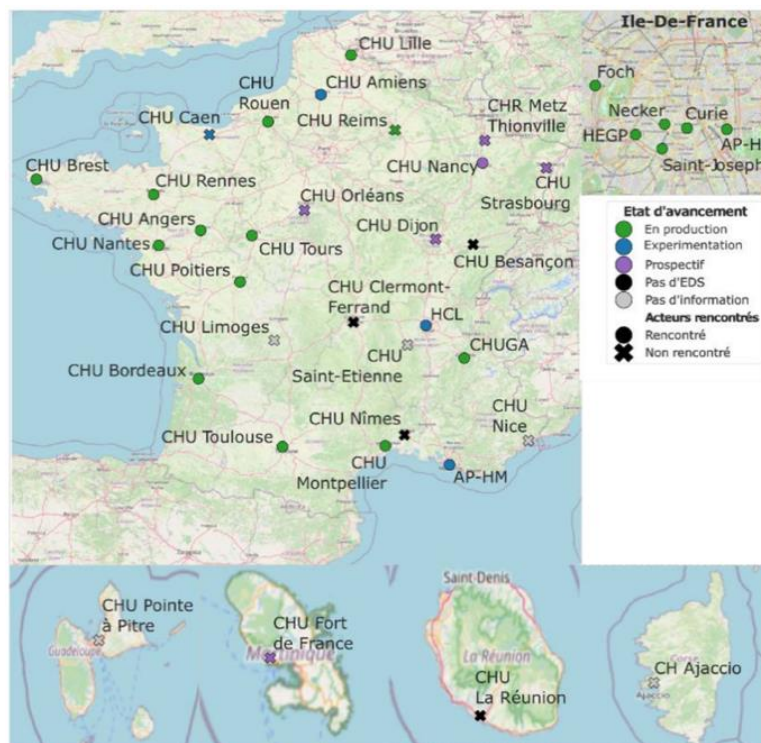 Ile-De-France
CHU Lille
Foch
CHU
Rouen
CHU Amiens
Necker
Curie
CHU Caen
CHU Reims
CHR Metz
Thionville
HEGP
AP-H
Saint-Joseph
CHU Brest
CHU Rennes
CHU Nancy
CHU
Strasbourg
CHU Orléans
CHU Angers
CHU Dijon
CHU Nantes
CHU Tours
CHU Besançon
CHU Poitiers
CHU Clermont-
Ferrand
HCL
CHU Limoges
CHU
Saint-Etienne
CHUGA
CHU Bordeaux
CHU Nîmes
CHU
Nice
CHU Toulouse
CHU
Montpellier
AP-HM
Etat d'avancement
En production
Experimentation
Prospectif
Pas d'EDS
Pas d'information
Acteurs rencontrés
Rencontré
Non rencontré
CHU Pointe
à Pitre
Guadeloupe
CHU Fort
de France
Martinique
Saint-Denis
La Réunion
CHU
La Réunion
Corse
CH Ajaccio
Ajaccio